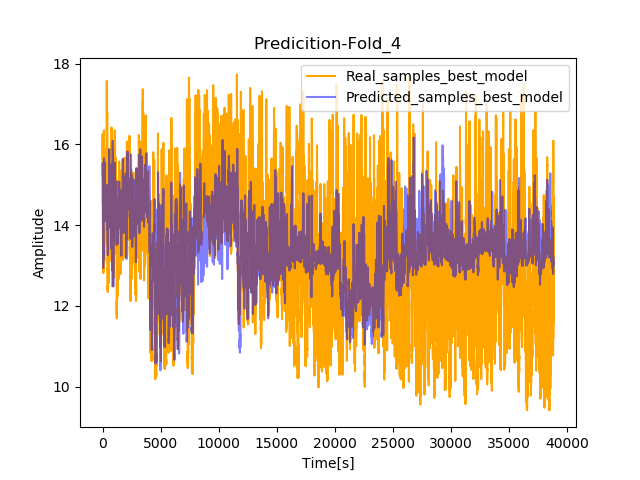 Predicition-Fold_4
Real_samples_best_model
Predicted_samples_best_model
18
16
14
12
10
Amplitude
0 5000 10000 15000 20000 25000 30000 35000 40000
Time[s]